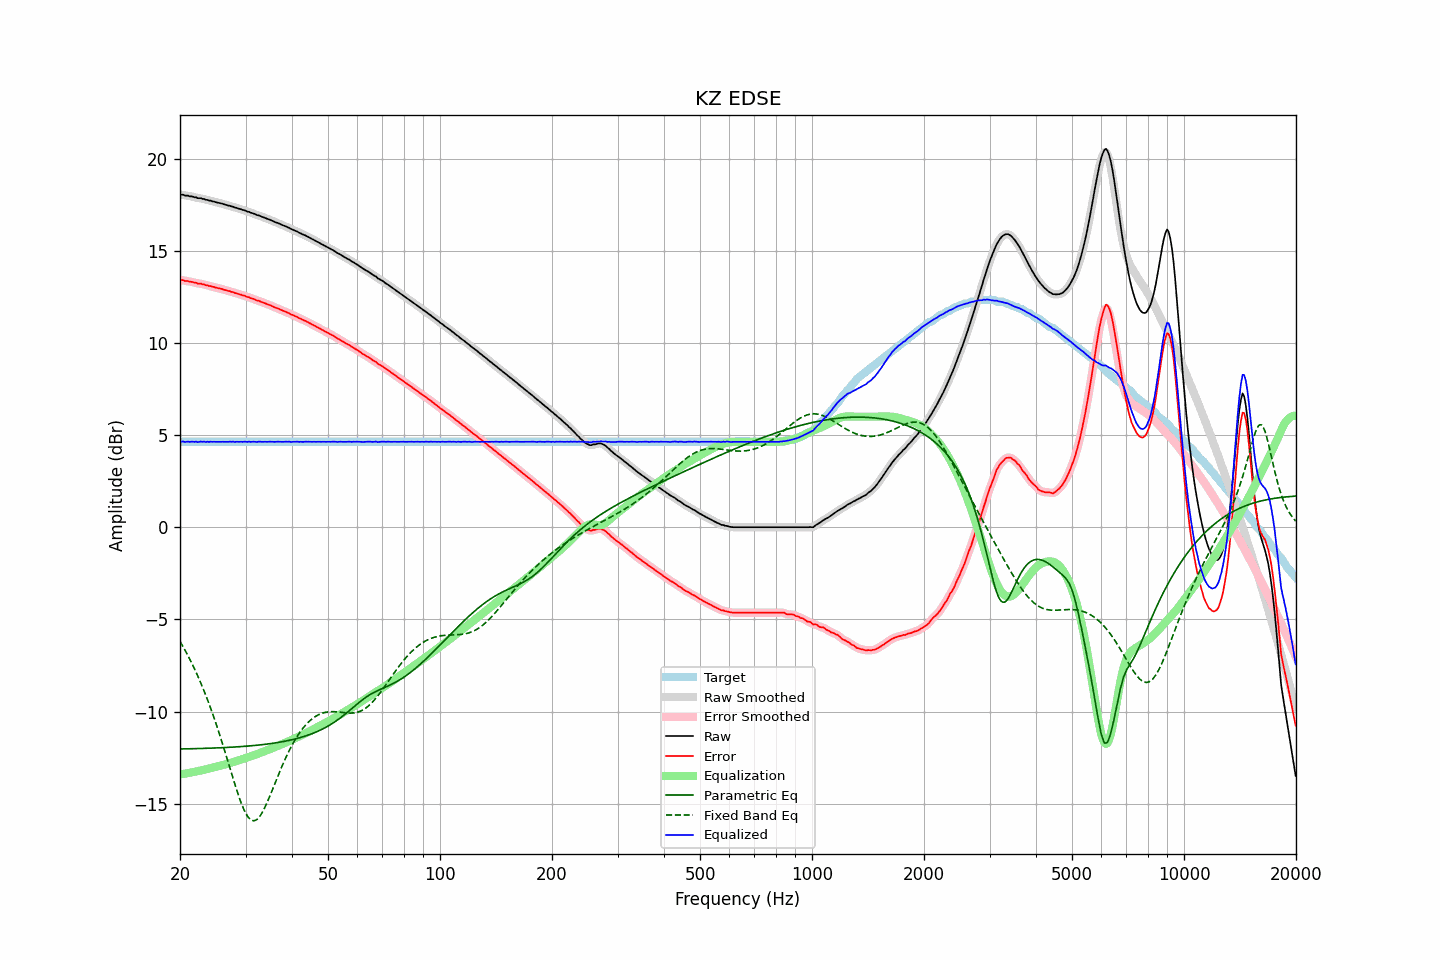 KZ EDSE
Amplitude (dBr)
20
15
10
5
0
−5
−10
−15
Target
Raw Smoothed
Error Smoothed
Raw
Error
Equalization
Parametric Eq
Fixed Band Eq
Equalized
20 50 100 200 500 1000 2000 5000 10000 20000
Frequency (Hz)